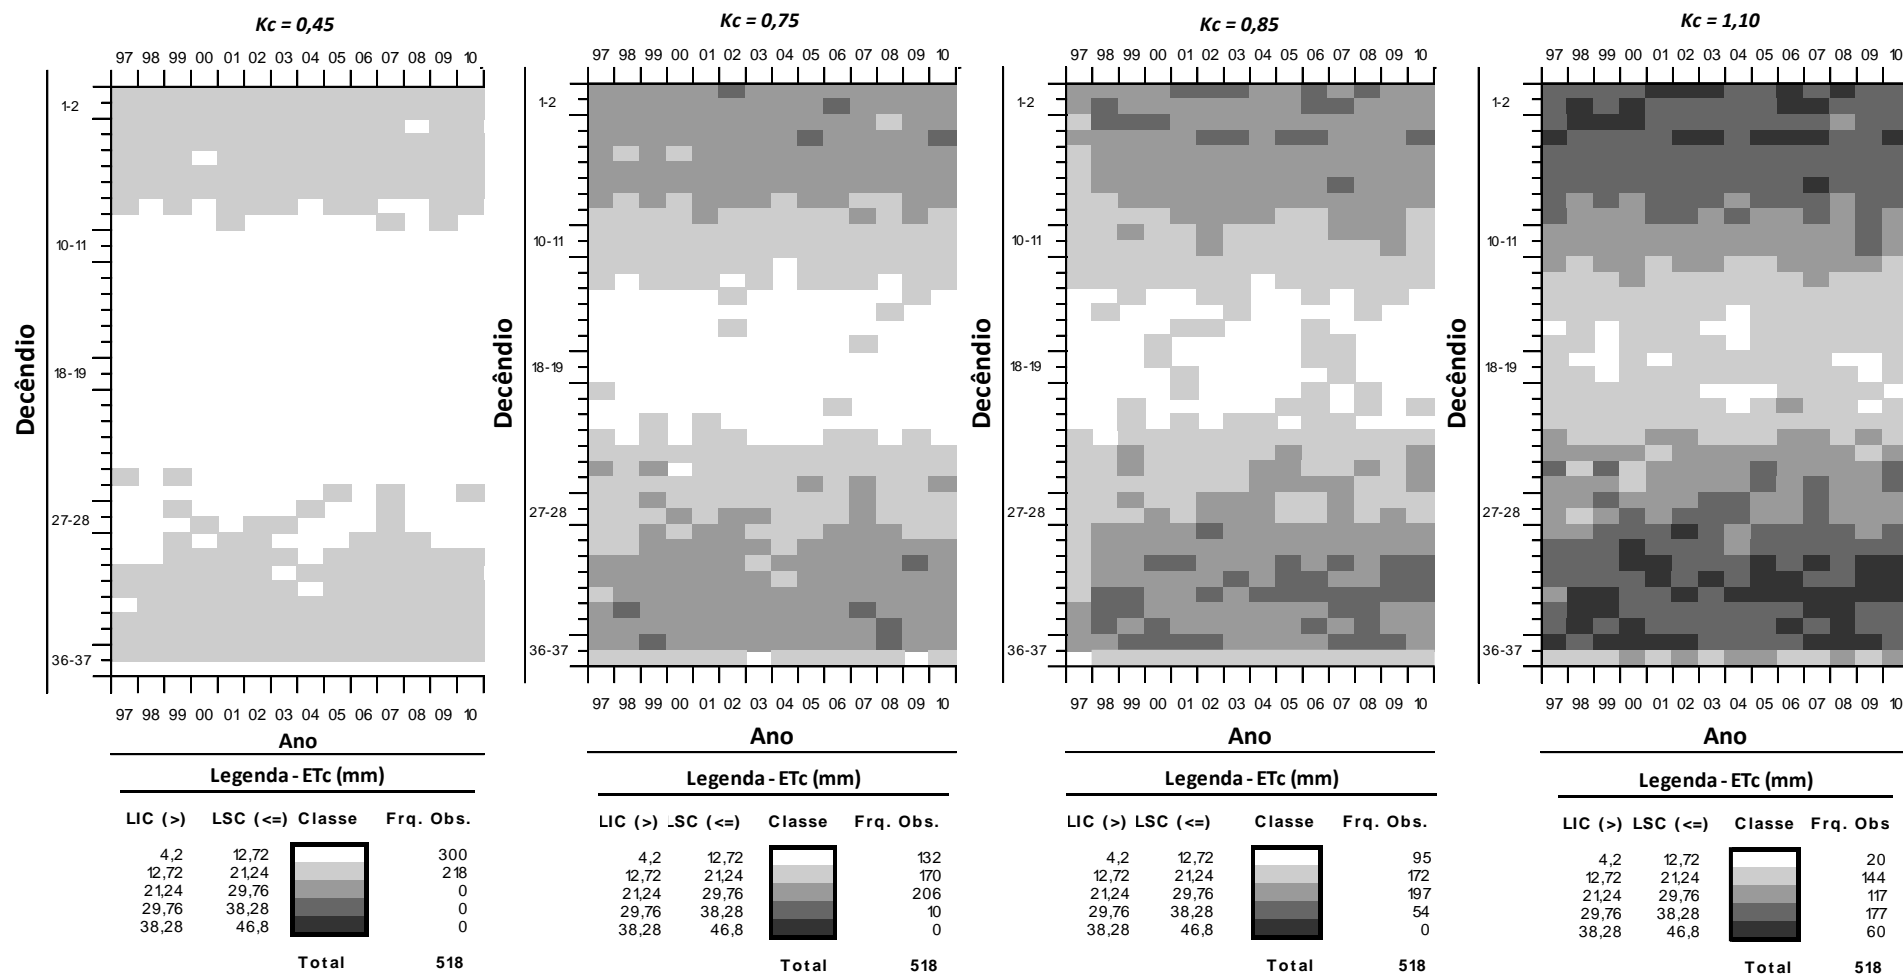 Kc = 0,45
97 98 99 00 01 02 03 04 05 06 07 08 09 10
Decêndio
1-2
10-11
18-19
27-28
36-37
97 98 99 00 01 02 03 04 05 06 07 08 09 10
Ano
Legenda - ETc (mm)
LIC (>) LSC (<=) Classe Frq. Obs.
4,2 12,72 300
12,72 21,24 218
21,24 29,76 0
29,76 38,28 0
38,28 46,8 0
Total 518
Kc = 0,75
97 98 99 00 01 02 03 04 05 06 07 08 09 10
Decêndio
1-2
10-11
18-19
27-28
36-37
97 98 99 00 01 02 03 04 05 06 07 08 09 10
Ano
Legenda - ETc (mm)
LIC (>) LSC (<=) Classe Frq. Obs.
4,2 12,72 132
12,72 21,24 170
21,24 29,76 206
29,76 38,28 10
38,28 46,8 0
Total 518
Kc = 0,85
97 98 99 00 01 02 03 04 05 06 07 08 09 10
Decêndio
1-2
10-11
18-19
27-28
36-37
97 98 99 00 01 02 03 04 05 06 07 08 09 10
Ano
Legenda - ETc (mm)
LIC (>) LSC (<=) Classe Frq. Obs.
4,2 12,72 95
12,72 21,24 172
21,24 29,76 197
29,76 38,28 54
38,28 46,8 0
Total 518
Kc = 1,10
97 98 99 00 01 02 03 04 05 06 07 08 09 10
Decêndio
1-2
10-11
18-19
27-28
36-37
97 98 99 00 01 02 03 04 05 06 07 08 09 10
Ano
Legenda - ETc (mm)
LIC (>) LSC (<=) Classe Frq. Obs
4,2 12,72 20
12,72 21,24 144
21,24 29,76 117
29,76 38,28 177
38,28 46,8 60
Total 518